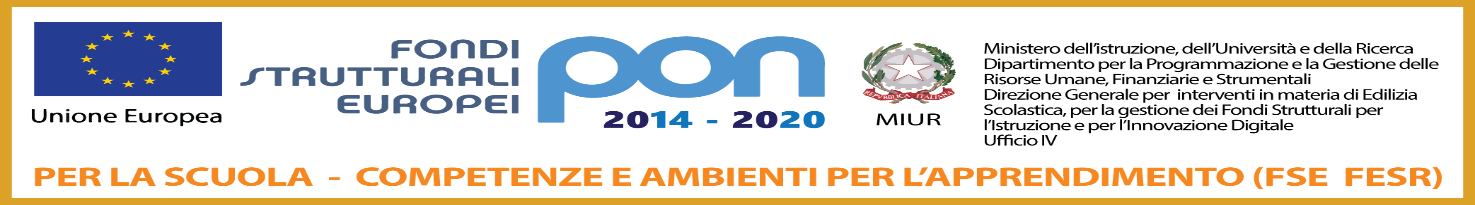 Unione Europea
FONDI
STRUTTURALI
EUROPEI
pon
2014 - 2020
REPUBBLICA ITALIANA
MIUR
Ministero dell'istruzione, dell'Università e della Ricerca
Dipartimento per la Programmazione e la Gestione delle
Risorse Umane, Finanziarie e Strumentali
Direzione Generale per interventi in materia di Edilizia
Scolastica, per la gestione dei Fondi Strutturali per
l'Istruzione e per l'Innovazione Digitale
Ufficio IV
PER LA SCUOLA - COMPETENZE E AMBIENTI PER L'APPRENDIMENTO (FSE FESR)